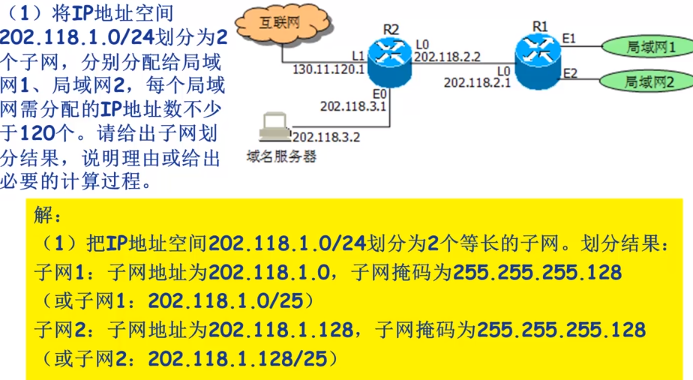 （1）将IP地址空间
202.118.1.0/24划分为2
个子网，分别分配给局域
网1、局域网2，每个局域
网需分配的IP地址数不少
于120个。请给出子网划
分结果，说明理由或给出
必要的计算过程。
互联网
R2
R1
L1
L0
E1
局域网1
202.118.2.2
130.11.120.1
L0
E2
局域网2
E0
202.118.2.1
202.118.3.1
202.118.3.2
域名服务器
解：
（1）把IP地址空间202.118.1.0/24划分为2个等长的子网。划分结果：
子网1：子网地址为202.118.1.0，子网掩码为255.255.255.128
（或子网1：202.118.1.0/25）
子网2：子网地址为202.118.1.128，子网掩码为255.255.255.128
（或子网2：202.118.1.128/25）